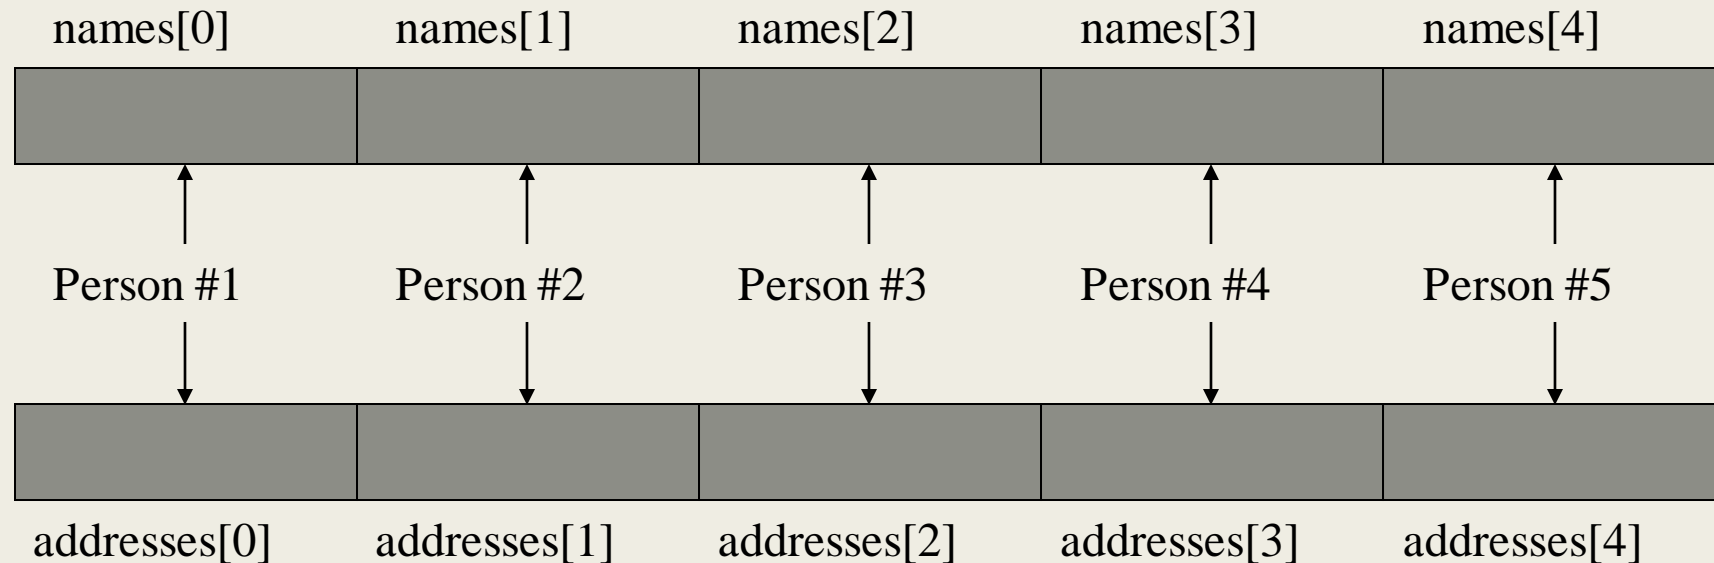 names[0] names[1] names[2] names[3] names[4]
Person #1 Person #2 Person #3 Person #4 Person #5
addresses[0] addresses[1] addresses[2] addresses[3] addresses[4]